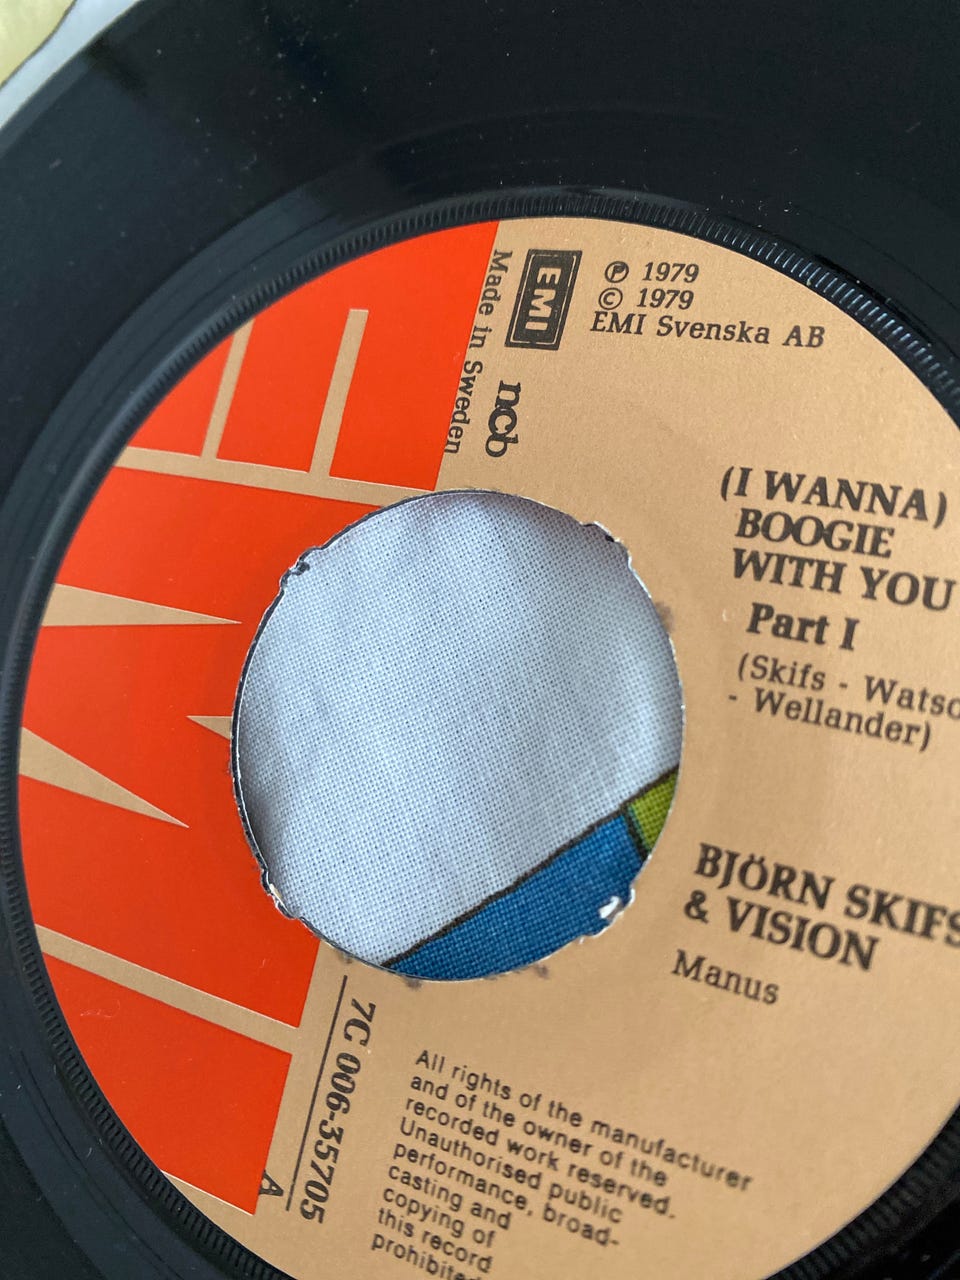 EMI
℗ 1979
© 1979
EMI Svenska AB
Made in Sweden
ncb
(I WANNA)
BOOGIE
WITH YOU
Part I
(Skifs - Watso
- Wellander)
BJÖRN SKIFS
& VISION
Manus
7C 006-35705
A
All rights of the manufacturer
and of the owner of the
recorded work reserved.
Unauthorised public
performance, broad-
casting and
copying of
this record
prohibited
EMI